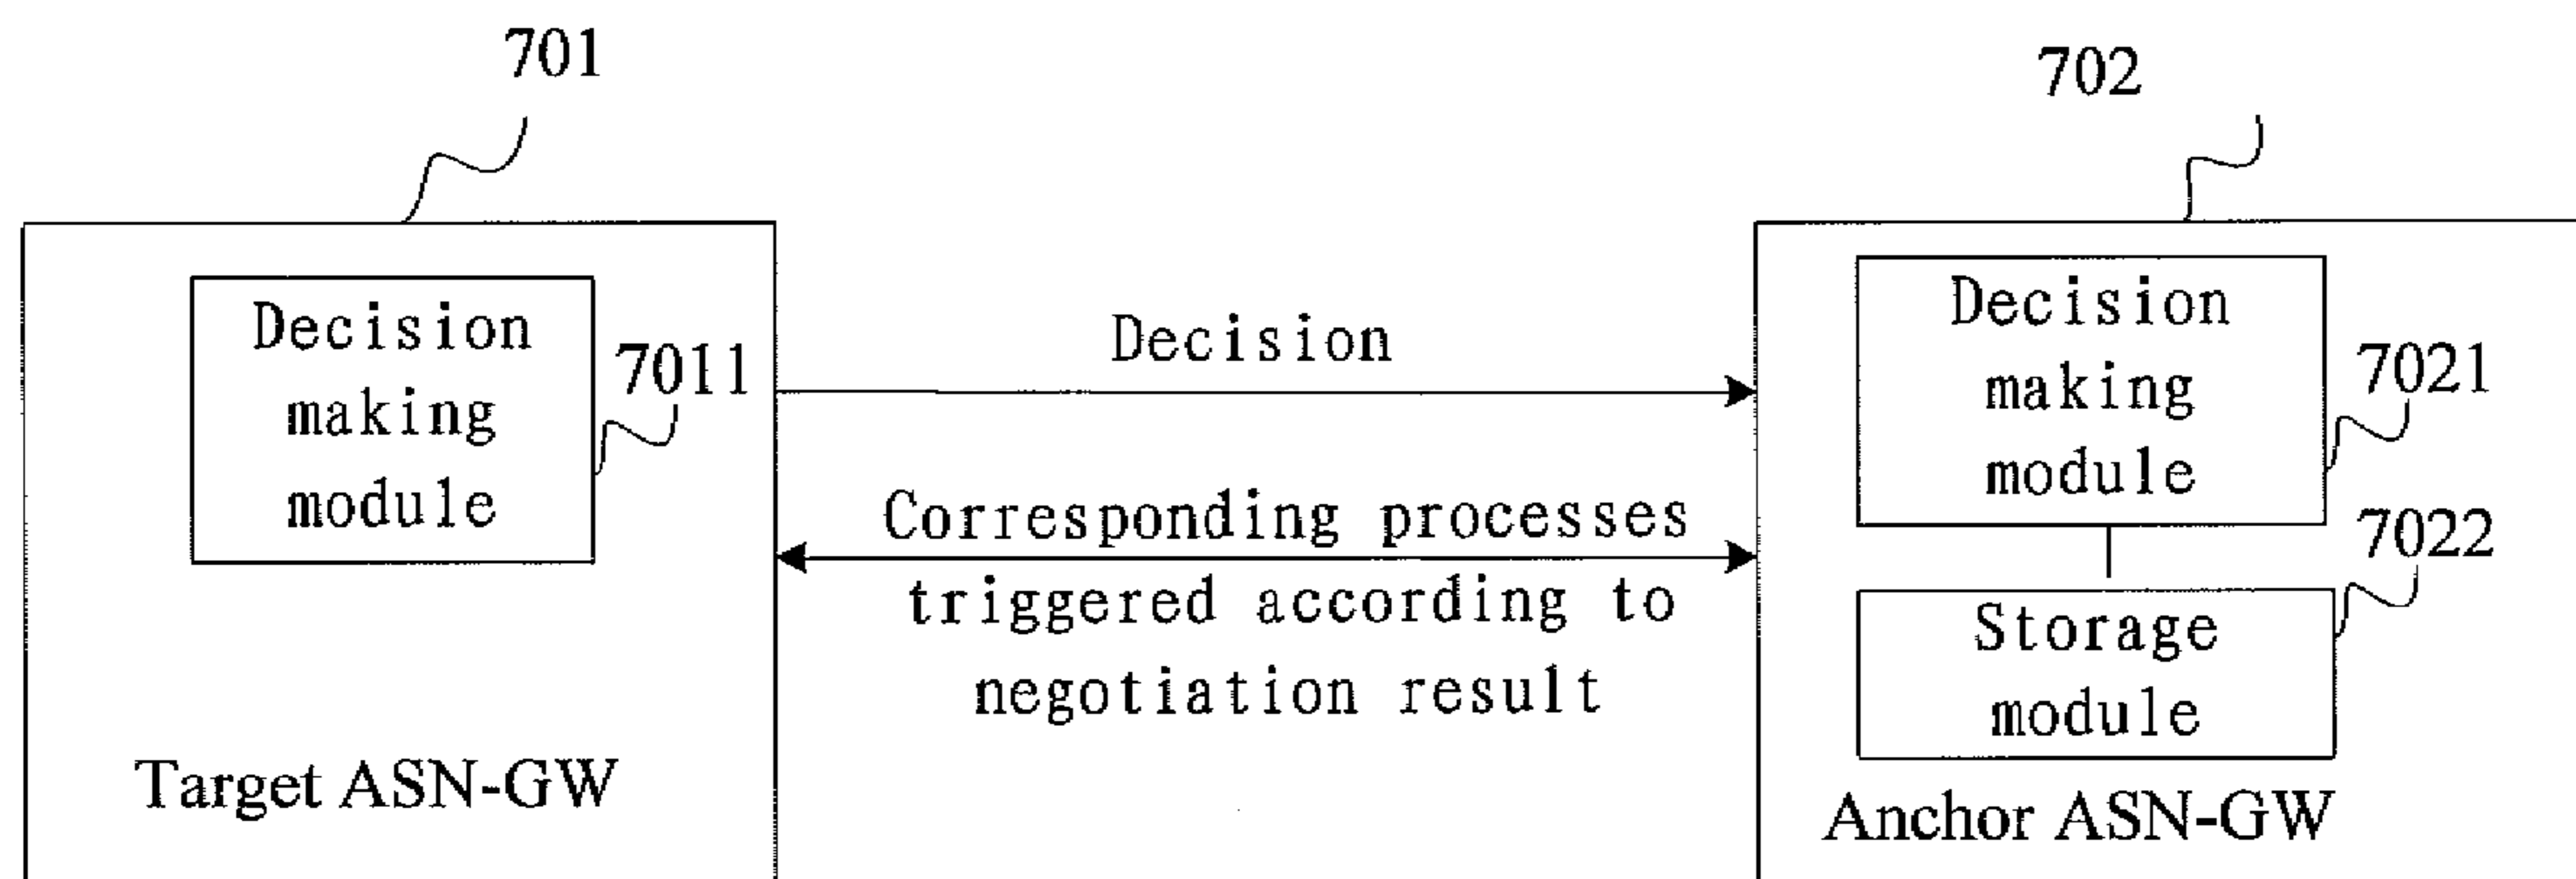 701
702
Decision
making
module
7011
Decision
Corresponding processes
triggered according to
negotiation result
Decision
making
module
7021
7022
Storage
module
Target ASN-GW
Anchor ASN-GW